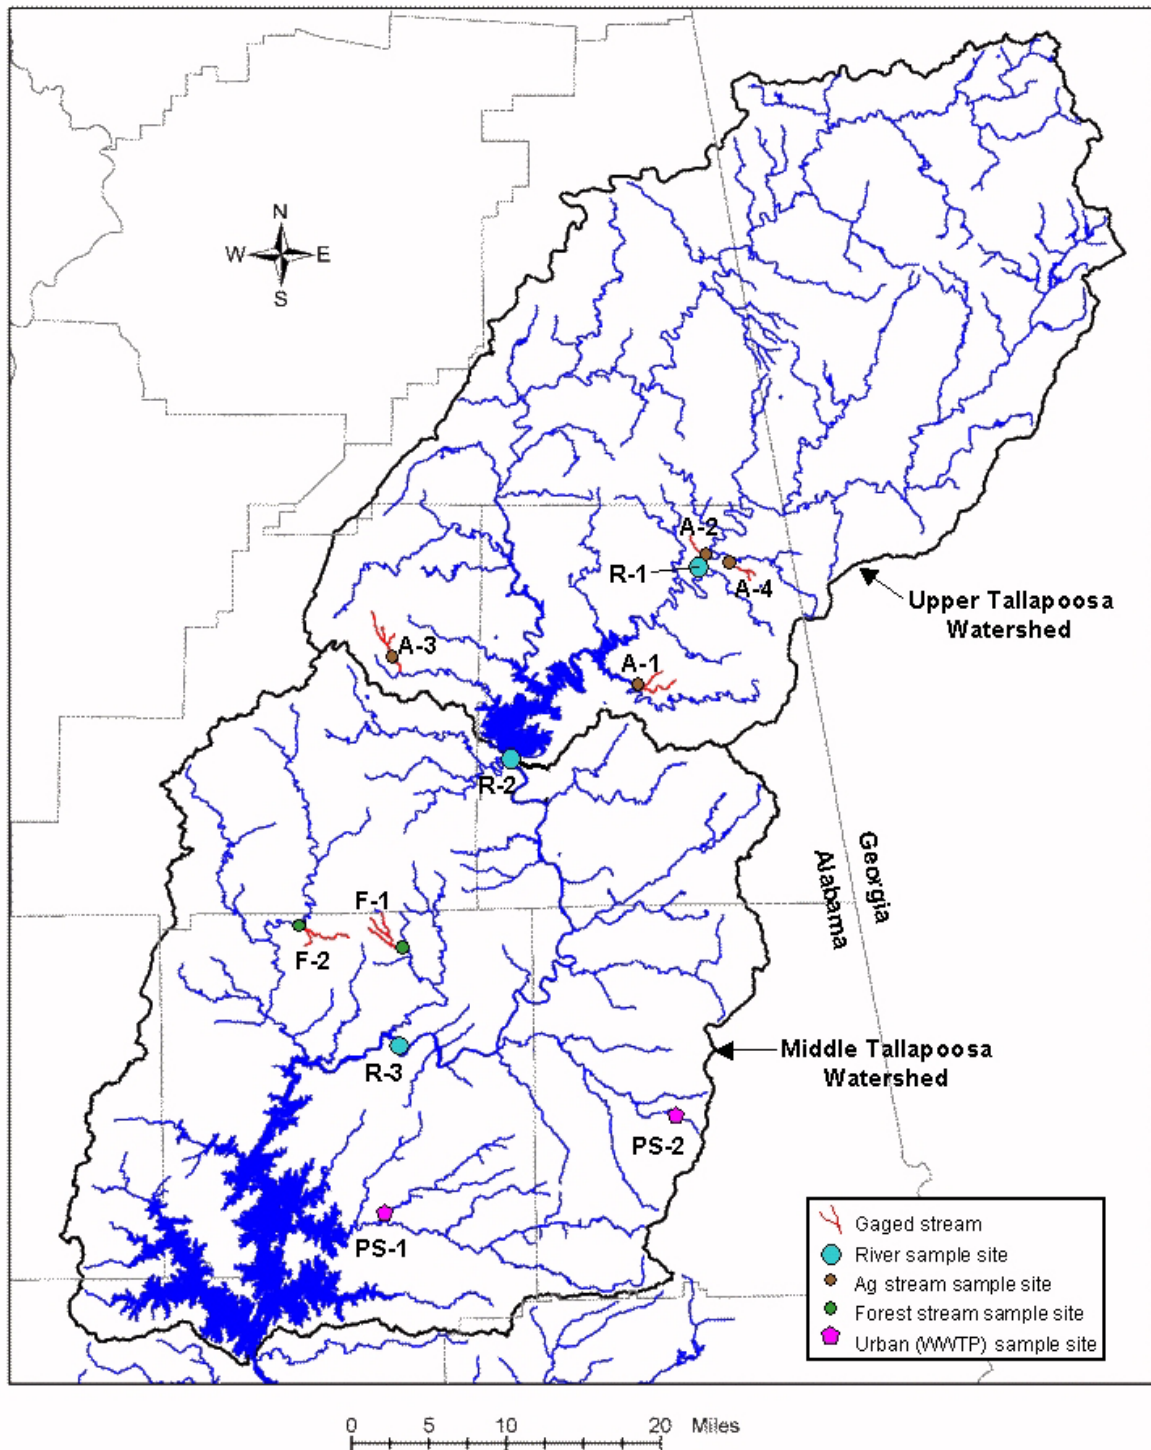 N
W E
S
A-2
R-1
A-4
Upper Tallapoosa
Watershed
A-3
A-1
R-2
Georgia
Alabama
F-1
F-2
R-3
Middle Tallapoosa
Watershed
PS-2
PS-1
Gaged stream
River sample site
Ag stream sample site
Forest stream sample site
Urban (WWTP) sample site
0 5 10 20 Miles